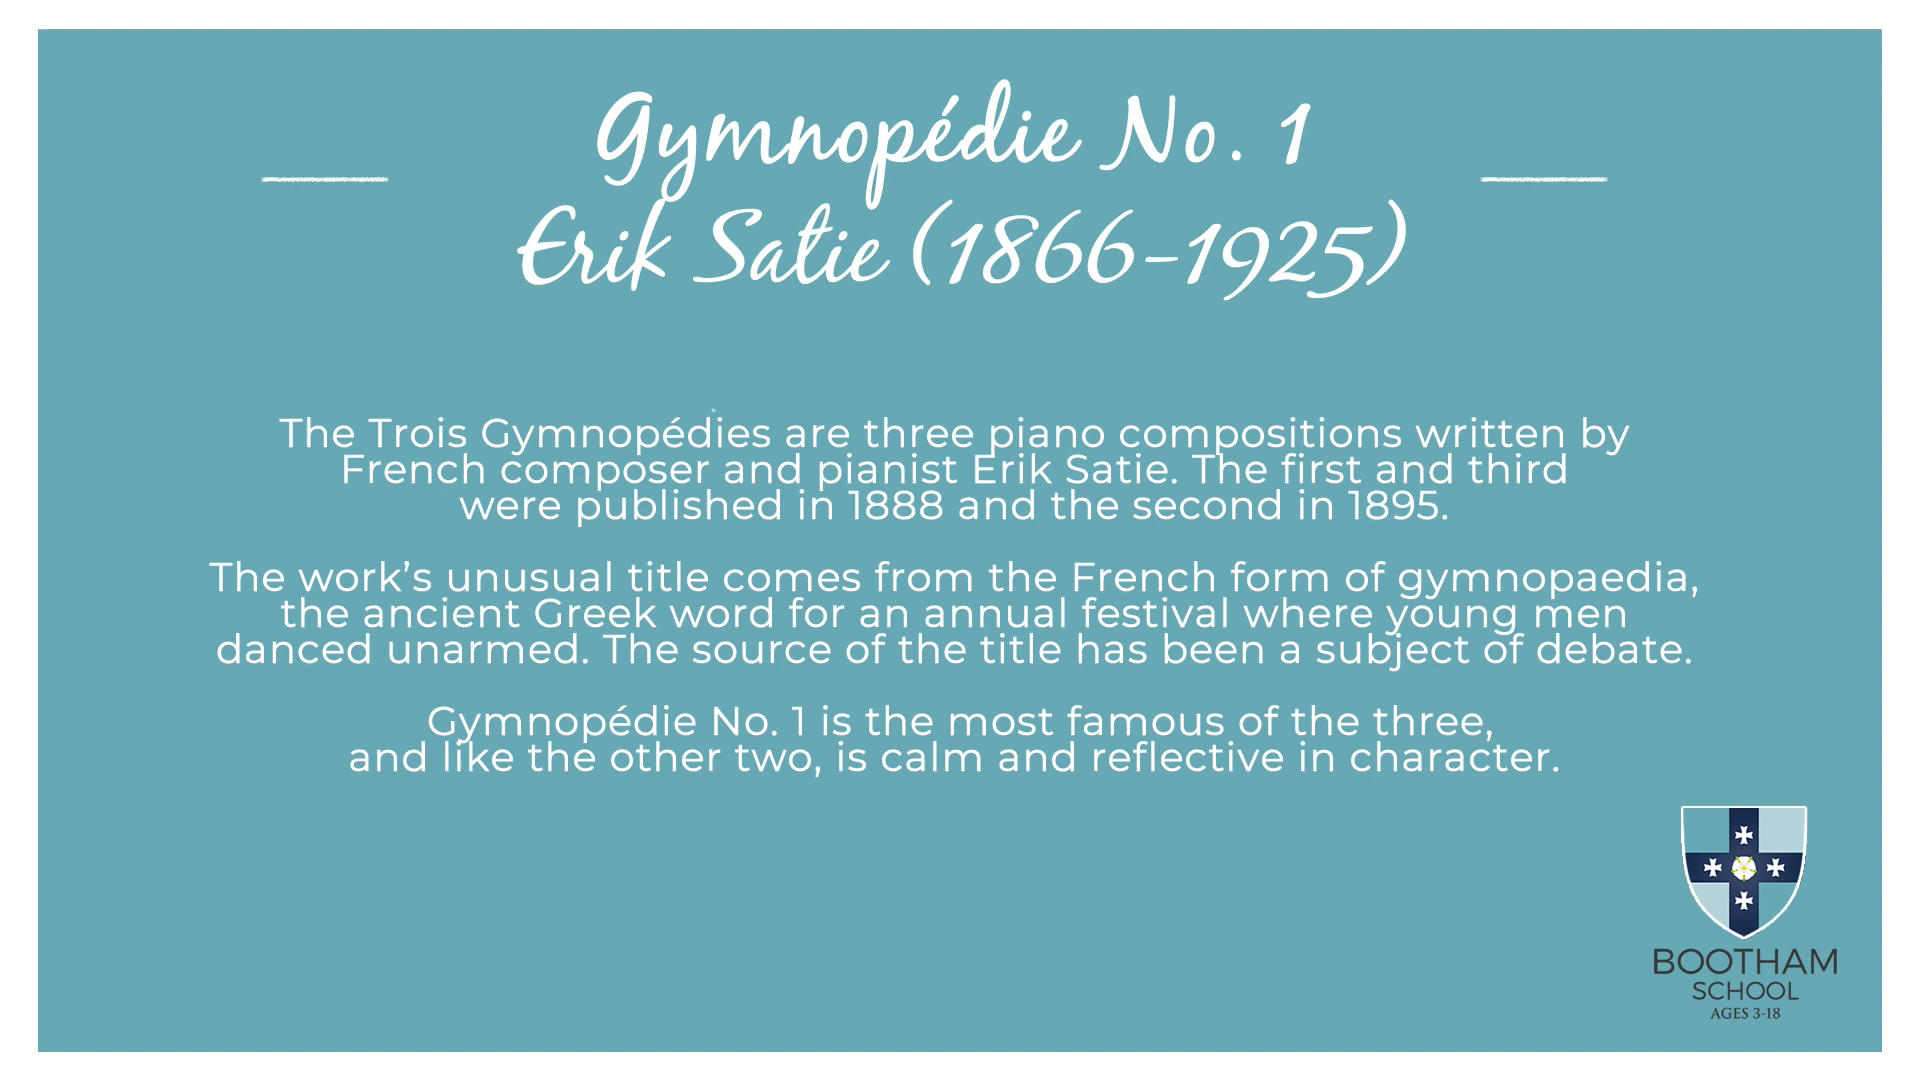 Gymnopédie No. 1
Erik Satie (1866-1925)
The Trois Gymnopédies are three piano compositions written by
French composer and pianist Erik Satie. The first and third
were published in 1888 and the second in 1895.
The work’s unusual title comes from the French form of gymnopaedia,
the ancient Greek word for an annual festival where young men
danced unarmed. The source of the title has been a subject of debate.
Gymnopédie No. 1 is the most famous of the three,
and like the other two, is calm and reflective in character.
BOOTHAM
SCHOOL
AGES 3-18